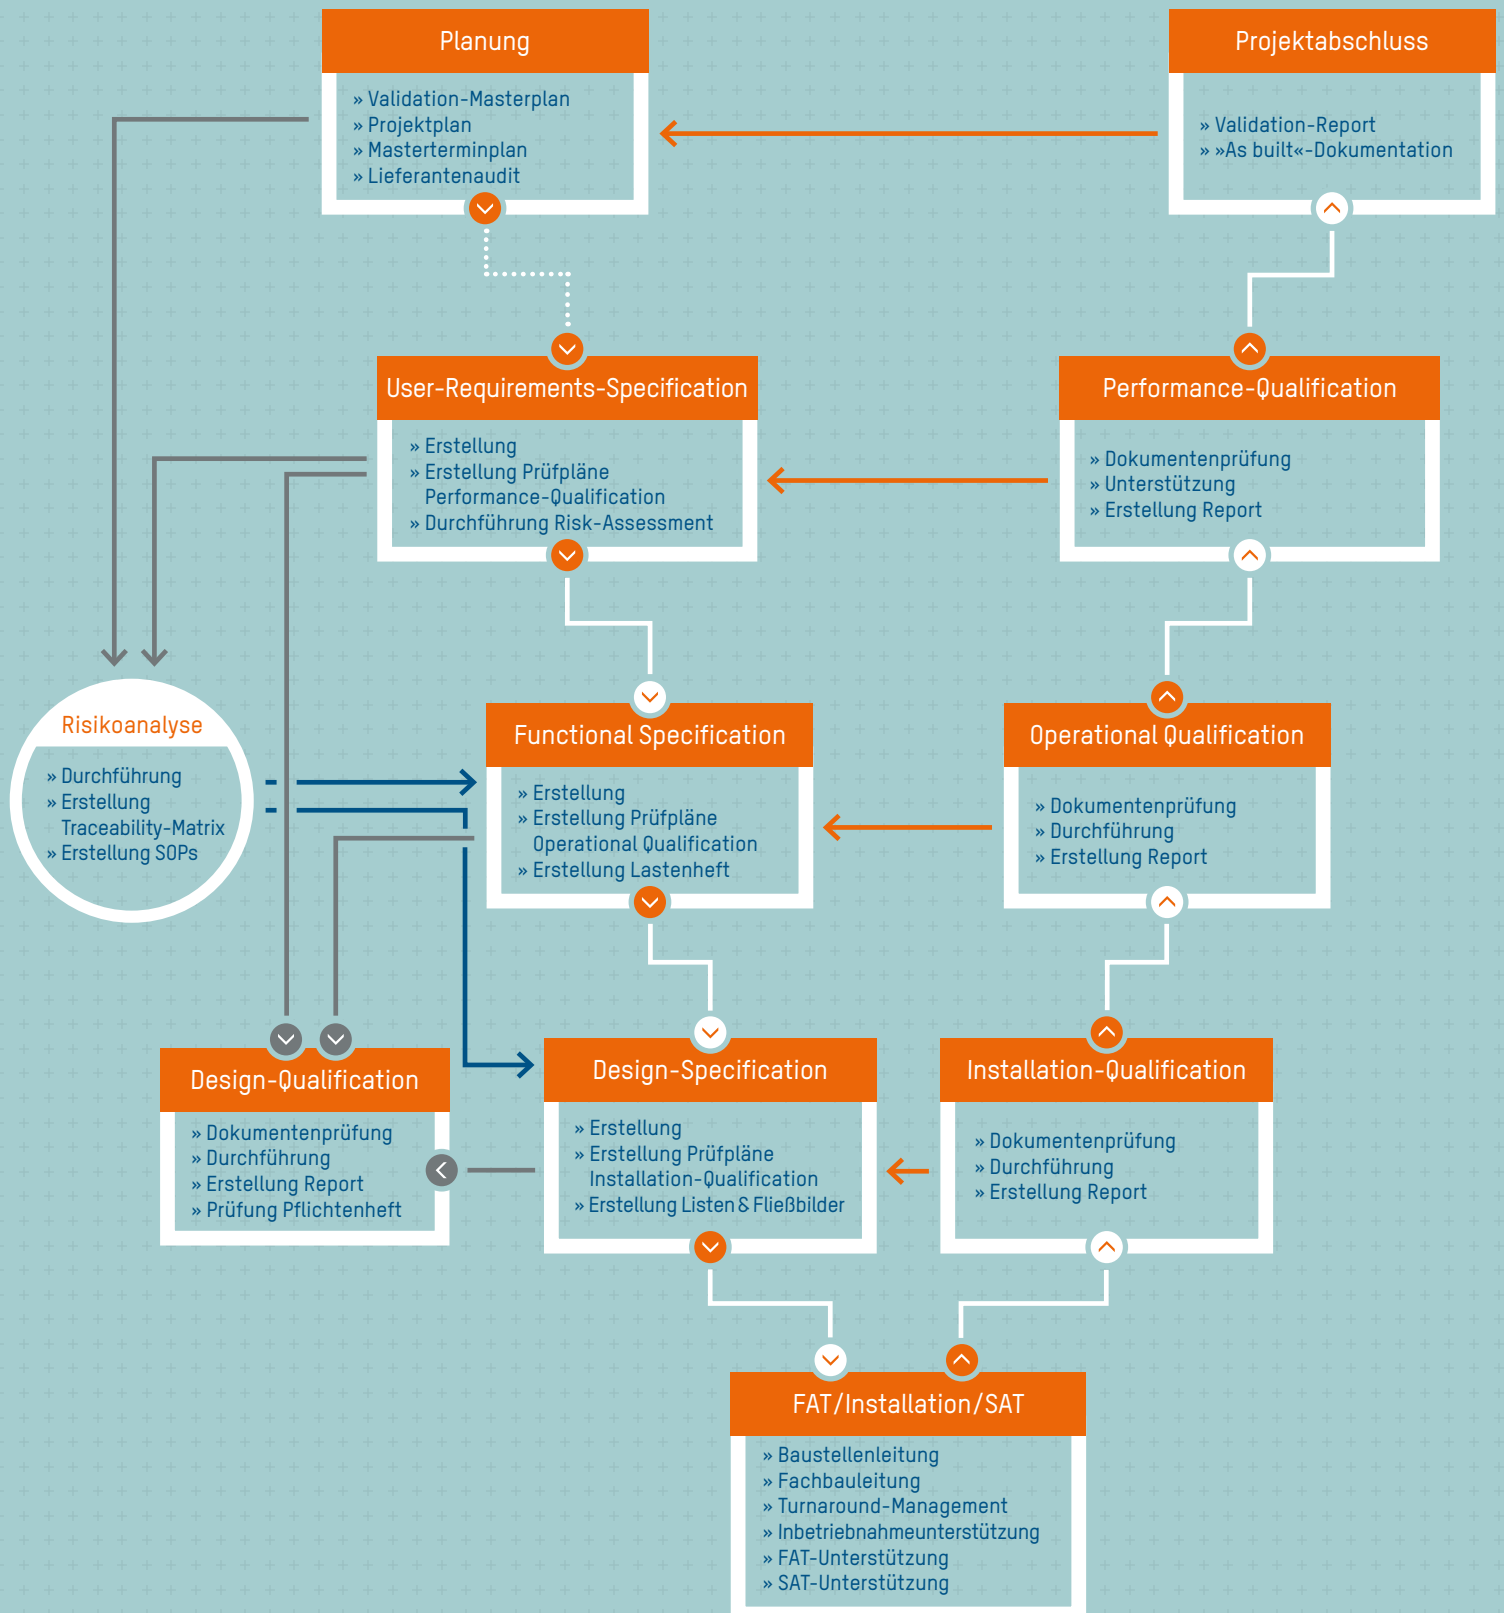 Planung
» Validation-Masterplan
» Projektplan
» Masterterminplan
» Lieferantenaudit
Projektabschluss
» Validation-Report
» »As built«-Dokumentation
User-Requirements-Specification
» Erstellung
» Erstellung Prüfpläne
Performance-Qualification
» Durchführung Risk-Assessment
Performance-Qualification
» Dokumentenprüfung
» Unterstützung
» Erstellung Report
Risikoanalyse
» Durchführung
» Erstellung
Traceability-Matrix
» Erstellung SOPs
Functional Specification
» Erstellung
» Erstellung Prüfpläne
Operational Qualification
» Erstellung Lastenheft
Operational Qualification
» Dokumentenprüfung
» Durchführung
» Erstellung Report
Design-Qualification
» Dokumentenprüfung
» Durchführung
» Erstellung Report
» Prüfung Pflichtenheft
Design-Specification
» Erstellung
» Erstellung Prüfpläne
Installation-Qualification
» Erstellung Listen & Fließbilder
Installation-Qualification
» Dokumentenprüfung
» Durchführung
» Erstellung Report
FAT/Installation/SAT
» Baustellenleitung
» Fachbauleitung
» Turnaround-Management
» Inbetriebnahmeunterstützung
» FAT-Unterstützung
» SAT-Unterstützung